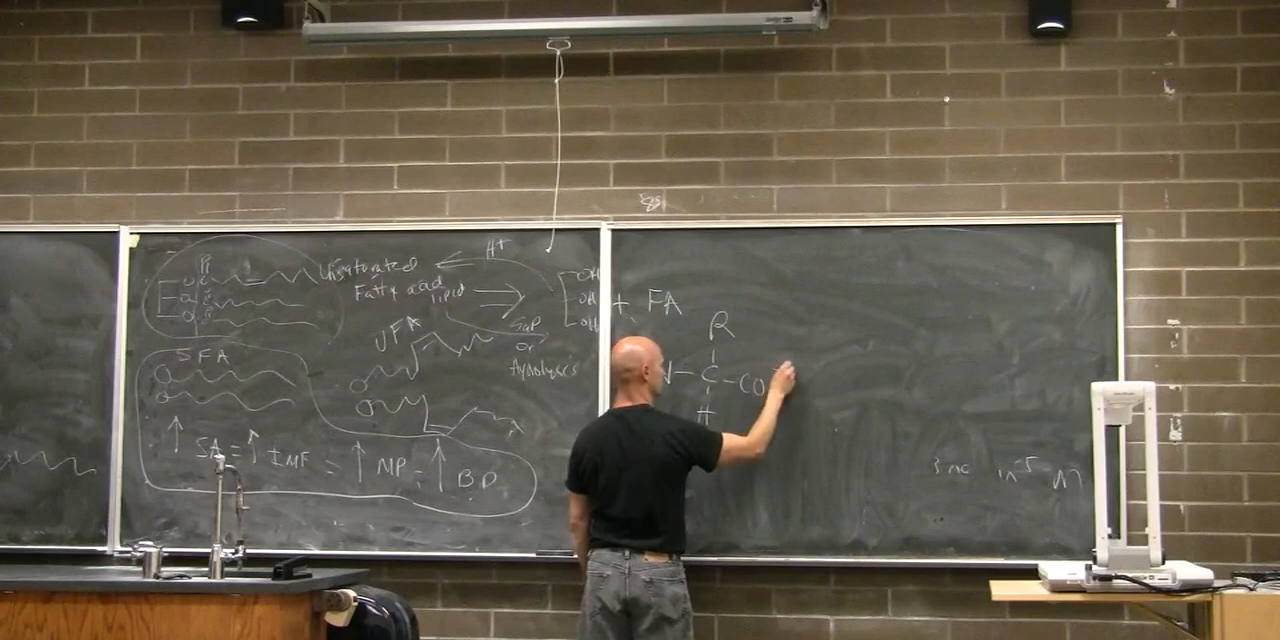 H+
Unsaturated
Fatty acid
lipid
OH
OH
OH
+ FA
UFA
SAP
or
Hydrolysis
SFA
↑ SA = ↑ IMF = ↑ MP = ↑ BP
R
N - C - CO
H